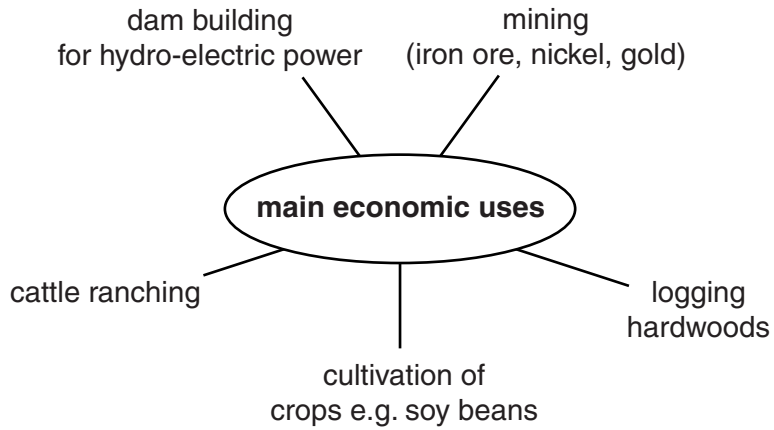 dam building
for hydro-electric power
mining
(iron ore, nickel, gold)
main economic uses
cattle ranching
logging
hardwoods
cultivation of
crops e.g. soy beans